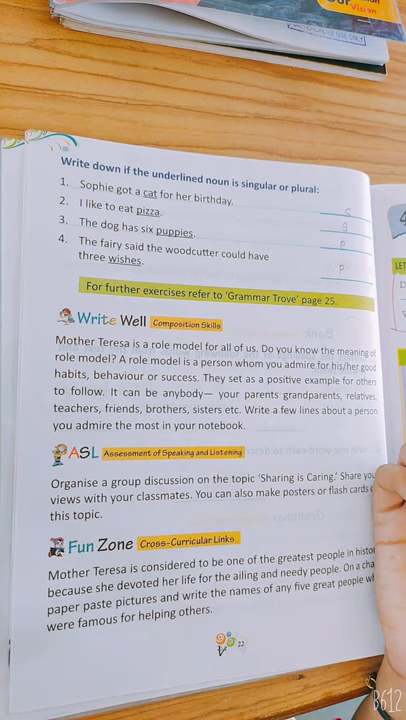 Our
Vision
USE ONLY
Write down if the underlined noun is singular or plural:
1. Sophie got a cat for her birthday. S
2. I like to eat pizza. S
3. The dog has six puppies. p
4. The fairy said the woodcutter could have
three wishes. p
For further exercises refer to 'Grammar Trove' page 25.
Write Well Composition Skills
Mother Teresa is a role model for all of us. Do you know the meaning of
role model? A role model is a person whom you admire for his/her good
habits, behaviour or success. They set as a positive example for others
to follow. It can be anybody— your parents grandparents, relatives,
teachers, friends, brothers, sisters etc. Write a few lines about a person
you admire the most in your notebook.
ASL Assessment of Speaking and Listening
Organise a group discussion on the topic 'Sharing is Caring.' Share you
views with your classmates. You can also make posters or flash cards
this topic.
Fun Zone Cross-Curricular Links
Mother Teresa is considered to be one of the greatest people in histo
because she devoted her life for the ailing and needy people. On a cha
paper paste pictures and write the names of any five great people w
were famous for helping others.
22
4
LET
B612